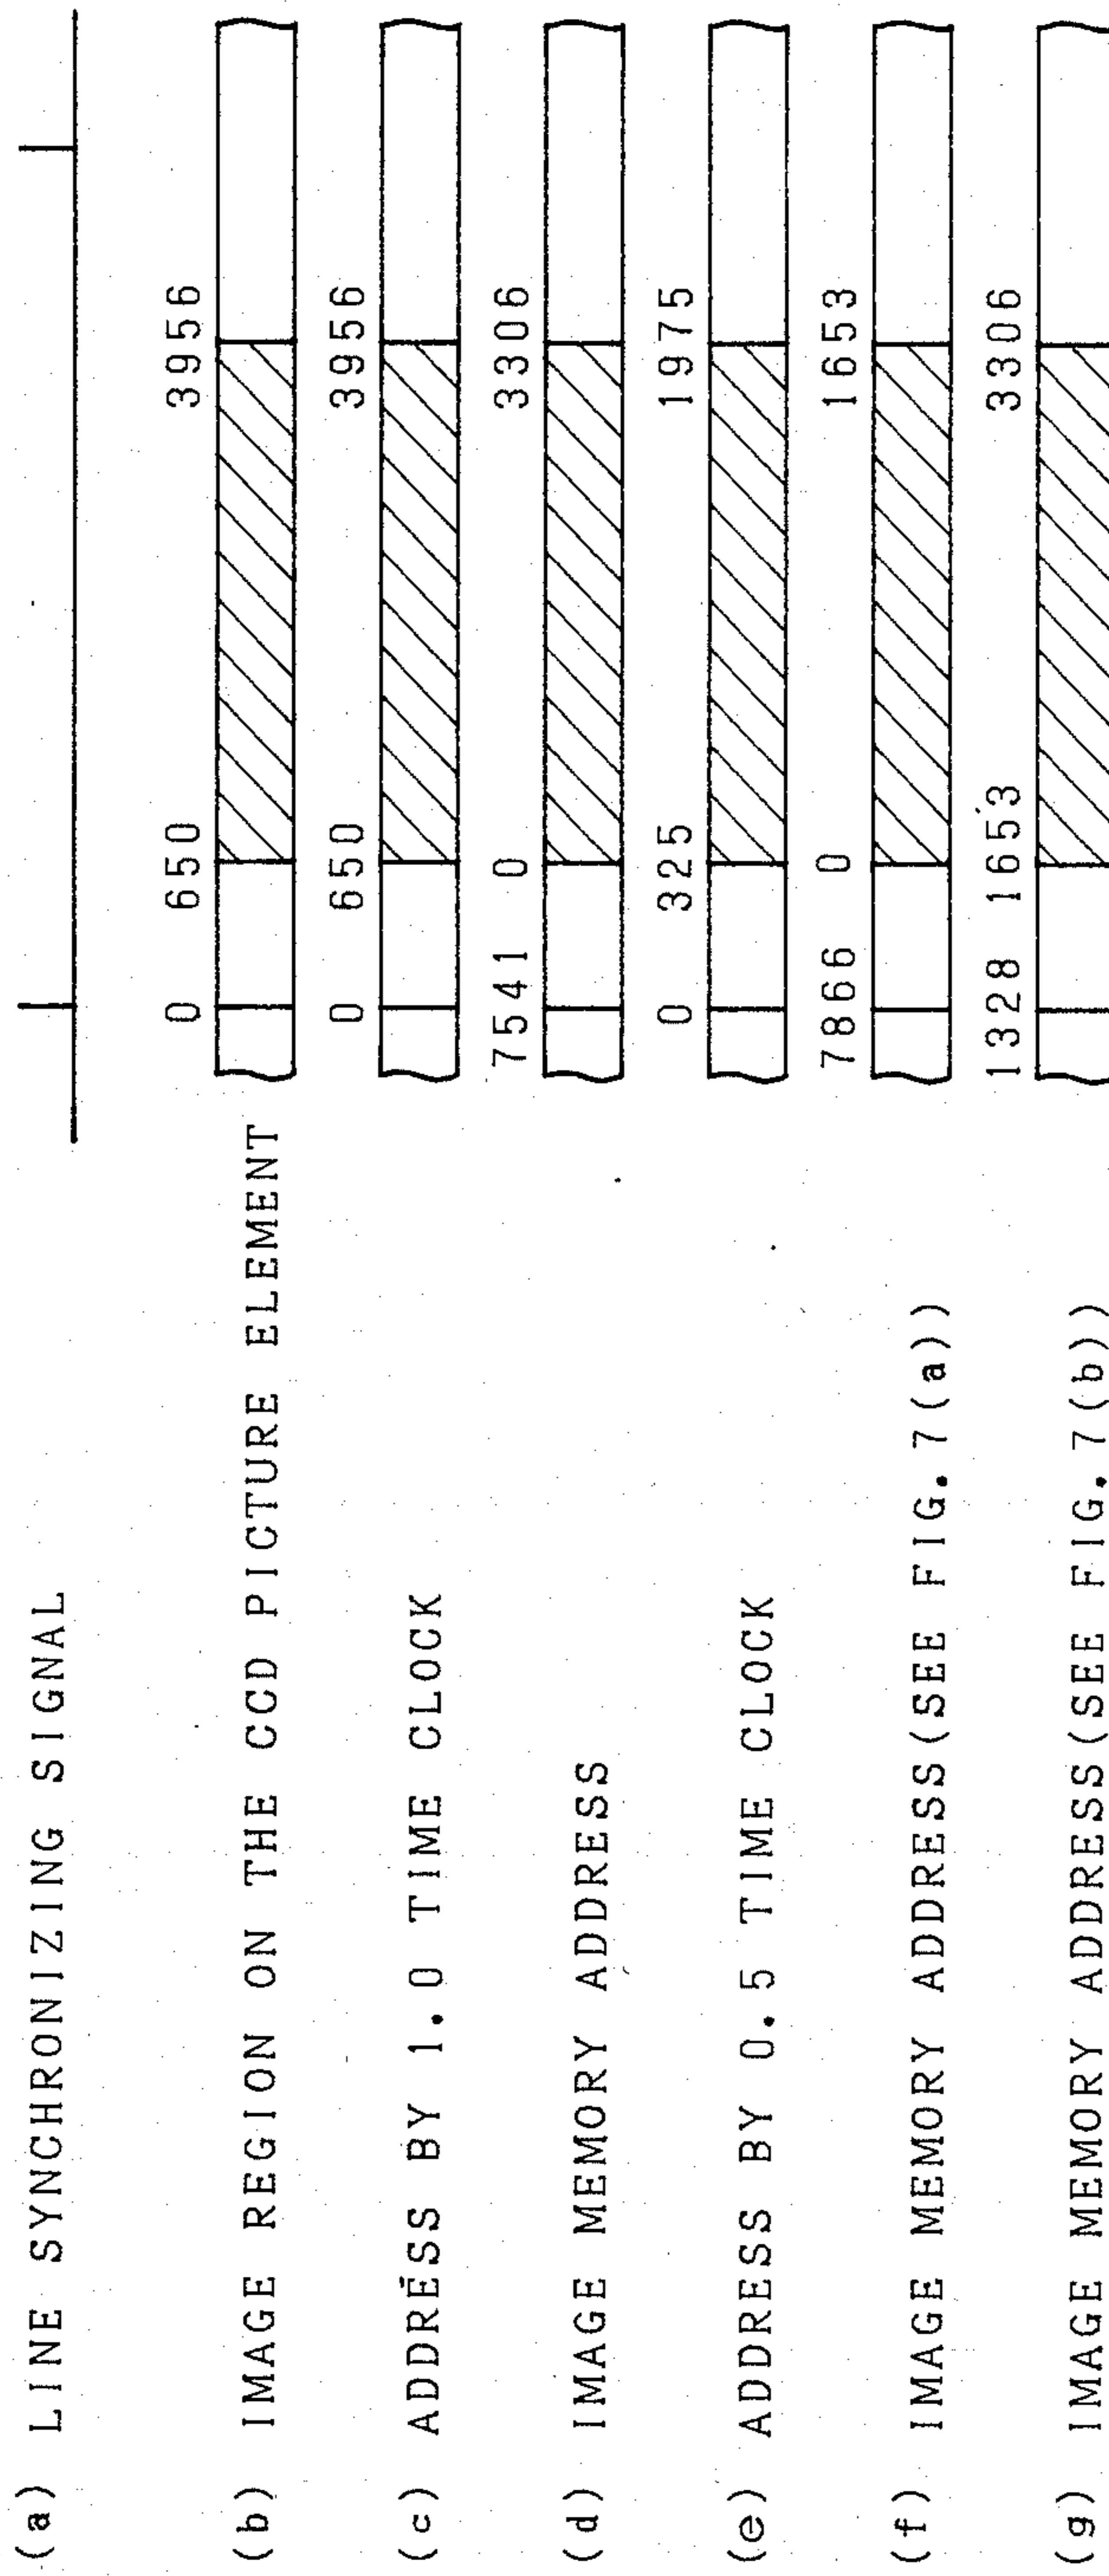 (a) LINE SYNCHRONIZING SIGNAL
0 650 3956
(b) IMAGE REGION ON THE CCD PICTURE ELEMENT
0 650 3956
(c) ADDRESS BY 1.0 TIME CLOCK
7541 0 3306
(d) IMAGE MEMORY ADDRESS
0 325 1975
(e) ADDRESS BY 0.5 TIME CLOCK
7866 0 1653
(f) IMAGE MEMORY ADDRESS(SEE FIG.7(a))
1328 1653 3306
(g) IMAGE MEMORY ADDRESS(SEE FIG.7(b))